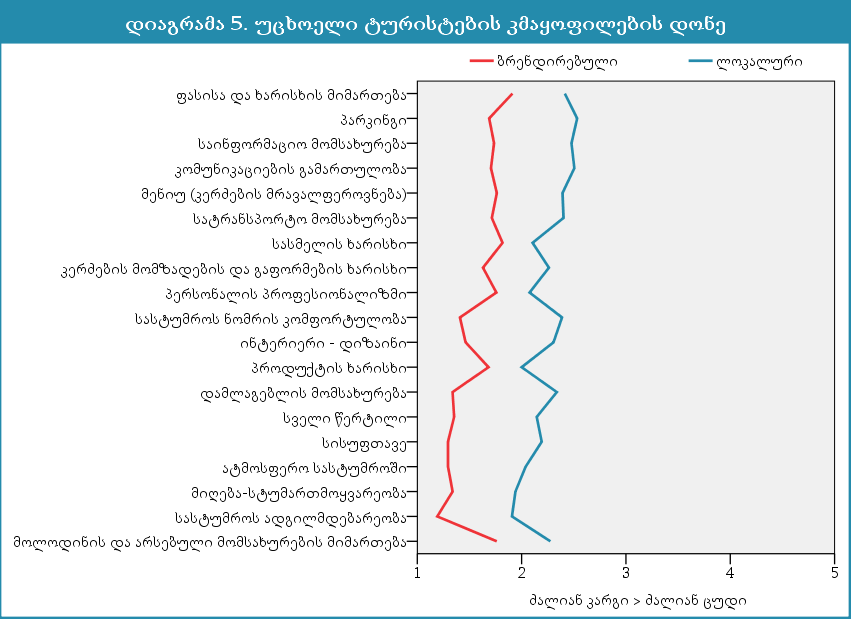 დიაგრამა 5. უცხოელი ტურისტების კმაყოფილების დონე
ბრენდირებული ლოკალური
ფასისა და ხარისხის მიმართება
პარკინგი
საინფორმაციო მომსახურება
კომუნიკაციების გამართულობა
მენიუ (კერძების მრავალფეროვნება)
სატრანსპორტო მომსახურება
სასმელის ხარისხი
კერძების მომზადების და გაფორმების ხარისხი
პერსონალის პროფესიონალიზმი
სასტუმროს ნომრის კომფორტულობა
ინტერიერი - დიზაინი
პროდუქტის ხარისხი
დამლაგებლის მომსახურება
სველი წერტილი
სისუფთავე
ატმოსფერო სასტუმროში
მიღება-სტუმართმოყვარეობა
სასტუმროს ადგილმდებარეობა
მოლოდინის და არსებული მომსახურების მიმართება
1 2 3 4 5
ძალიან კარგი > ძალიან ცუდი